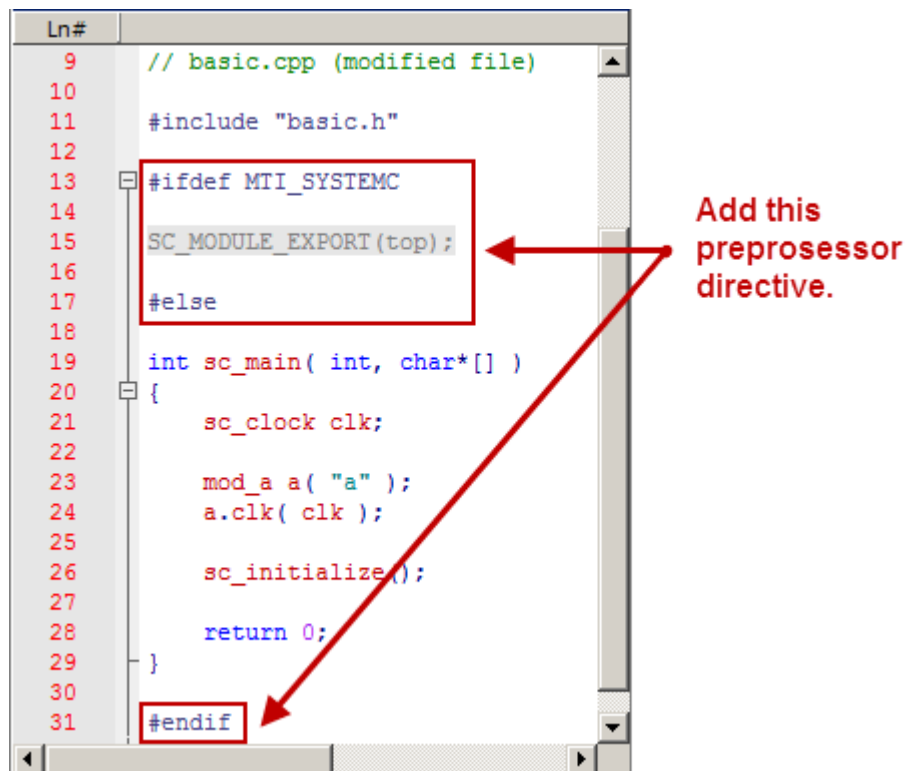 Ln#
9 // basic.cpp (modified file)
10
11 #include "basic.h"
12
13 #ifdef MTI_SYSTEMC
14
15 SC_MODULE_EXPORT(top);
16
17 #else
18
19 int sc_main( int, char*[] )
20 {
21 sc_clock clk;
22
23 mod_a a( "a" );
24 a.clk( clk );
25
26 sc_initialize();
27
28 return 0;
29 }
30
31 #endif
Add this
preprosessor
directive.